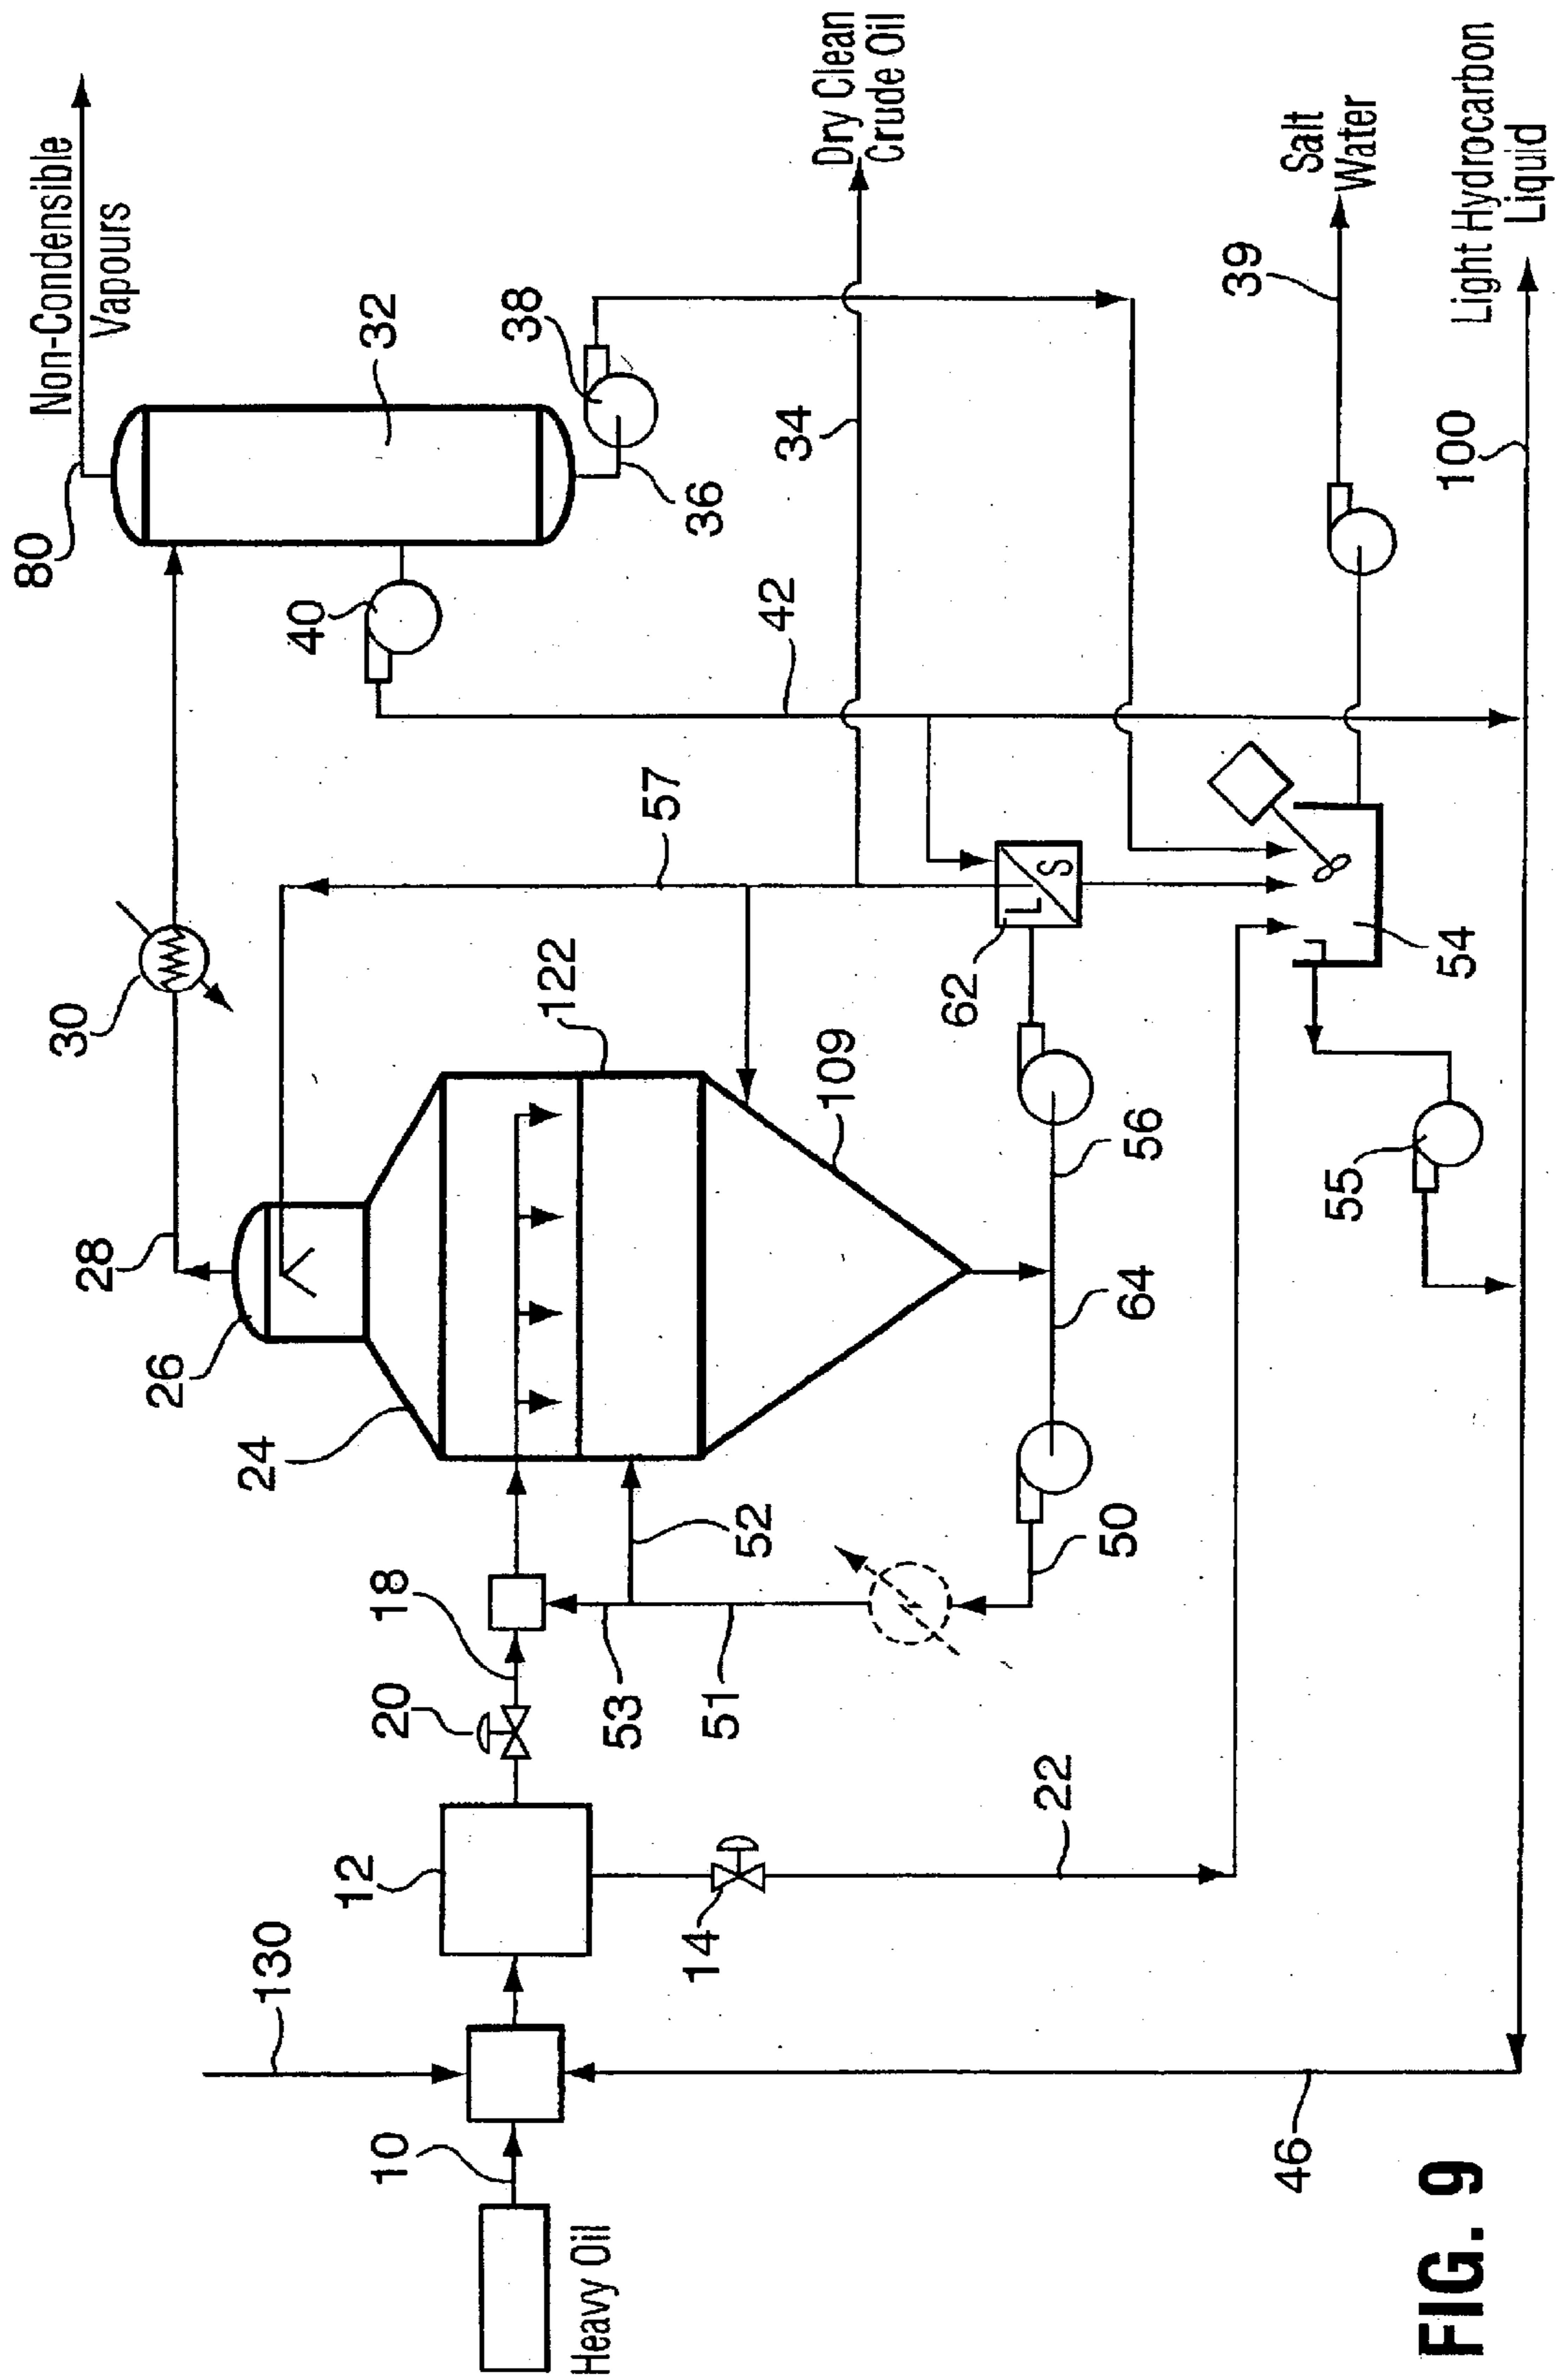 Non-Condensible
Vapours
80
32
38
36
40
30
28
26
24
57
42
34
Dry Clean
Crude Oil
122
109
18
20
52
53
51
50
64
56
62
L
S
39
Salt
Water
54
55
100
Light Hydrocarbon
Liquid
130
12
14
22
10
Heavy Oil
46
FIG. 9